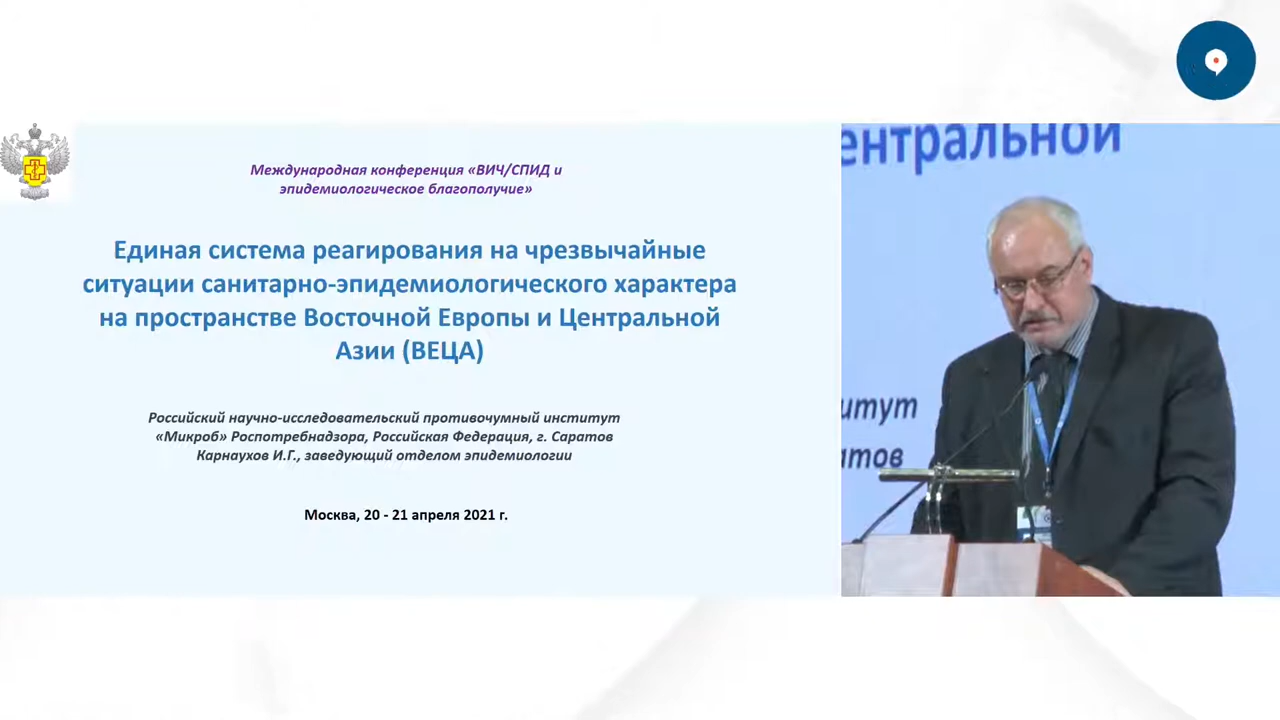 Международная конференция «ВИЧ/СПИД и
эпидемиологическое благополучие»
Единая система реагирования на чрезвычайные
ситуации санитарно-эпидемиологического характера
на пространстве Восточной Европы и Центральной
Азии (ВЕЦА)
Российский научно-исследовательский противочумный институт
«Микроб» Роспотребнадзора, Российская Федерация, г. Саратов
Карнаухов И.Г., заведующий отделом эпидемиологии
Москва, 20 - 21 апреля 2021 г.
ентральной
итут
атов